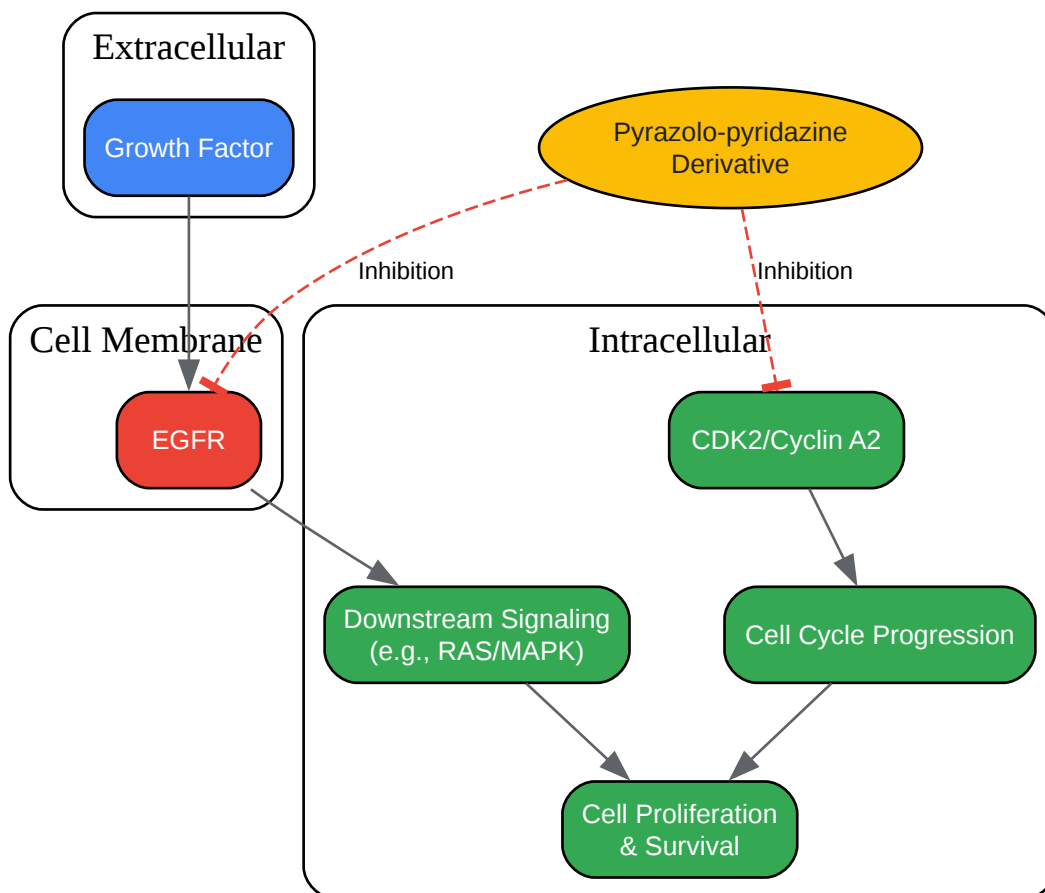 Extracellular
Growth Factor
Pyrazolo-pyridazine
Derivative
Inhibition
Inhibition
Cell Membrane
Intracellular
EGFR
CDK2/Cyclin A2
Downstream Signaling
(e.g., RAS/MAPK)
Cell Cycle Progression
Cell Proliferation
& Survival